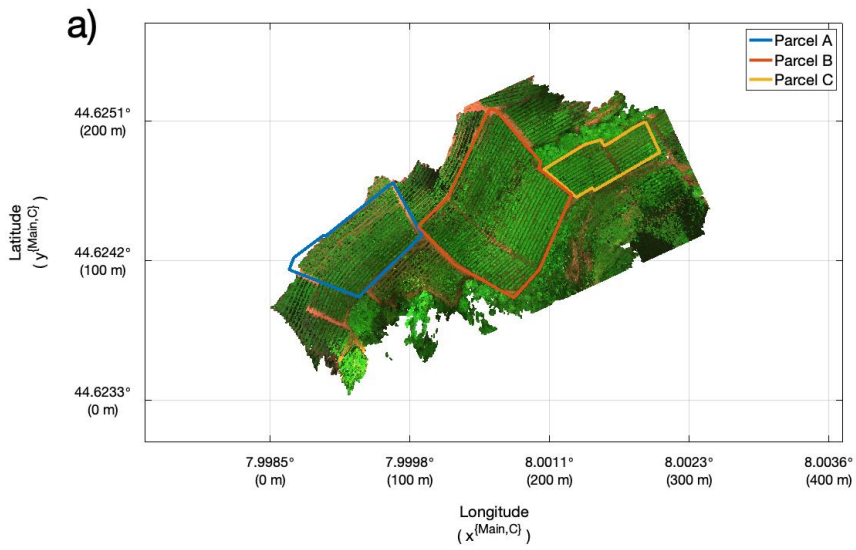 a)
Parcel A
Parcel B
Parcel C
44.6251°
(200 m)
44.6242°
(100 m)
44.6233°
(0 m)
Latitude
( y{Main,C} )
7.9985°
(0 m)
7.9998°
(100 m)
8.0011°
(200 m)
8.0023°
(300 m)
8.0036°
(400 m)
Longitude
( x{Main,C} )